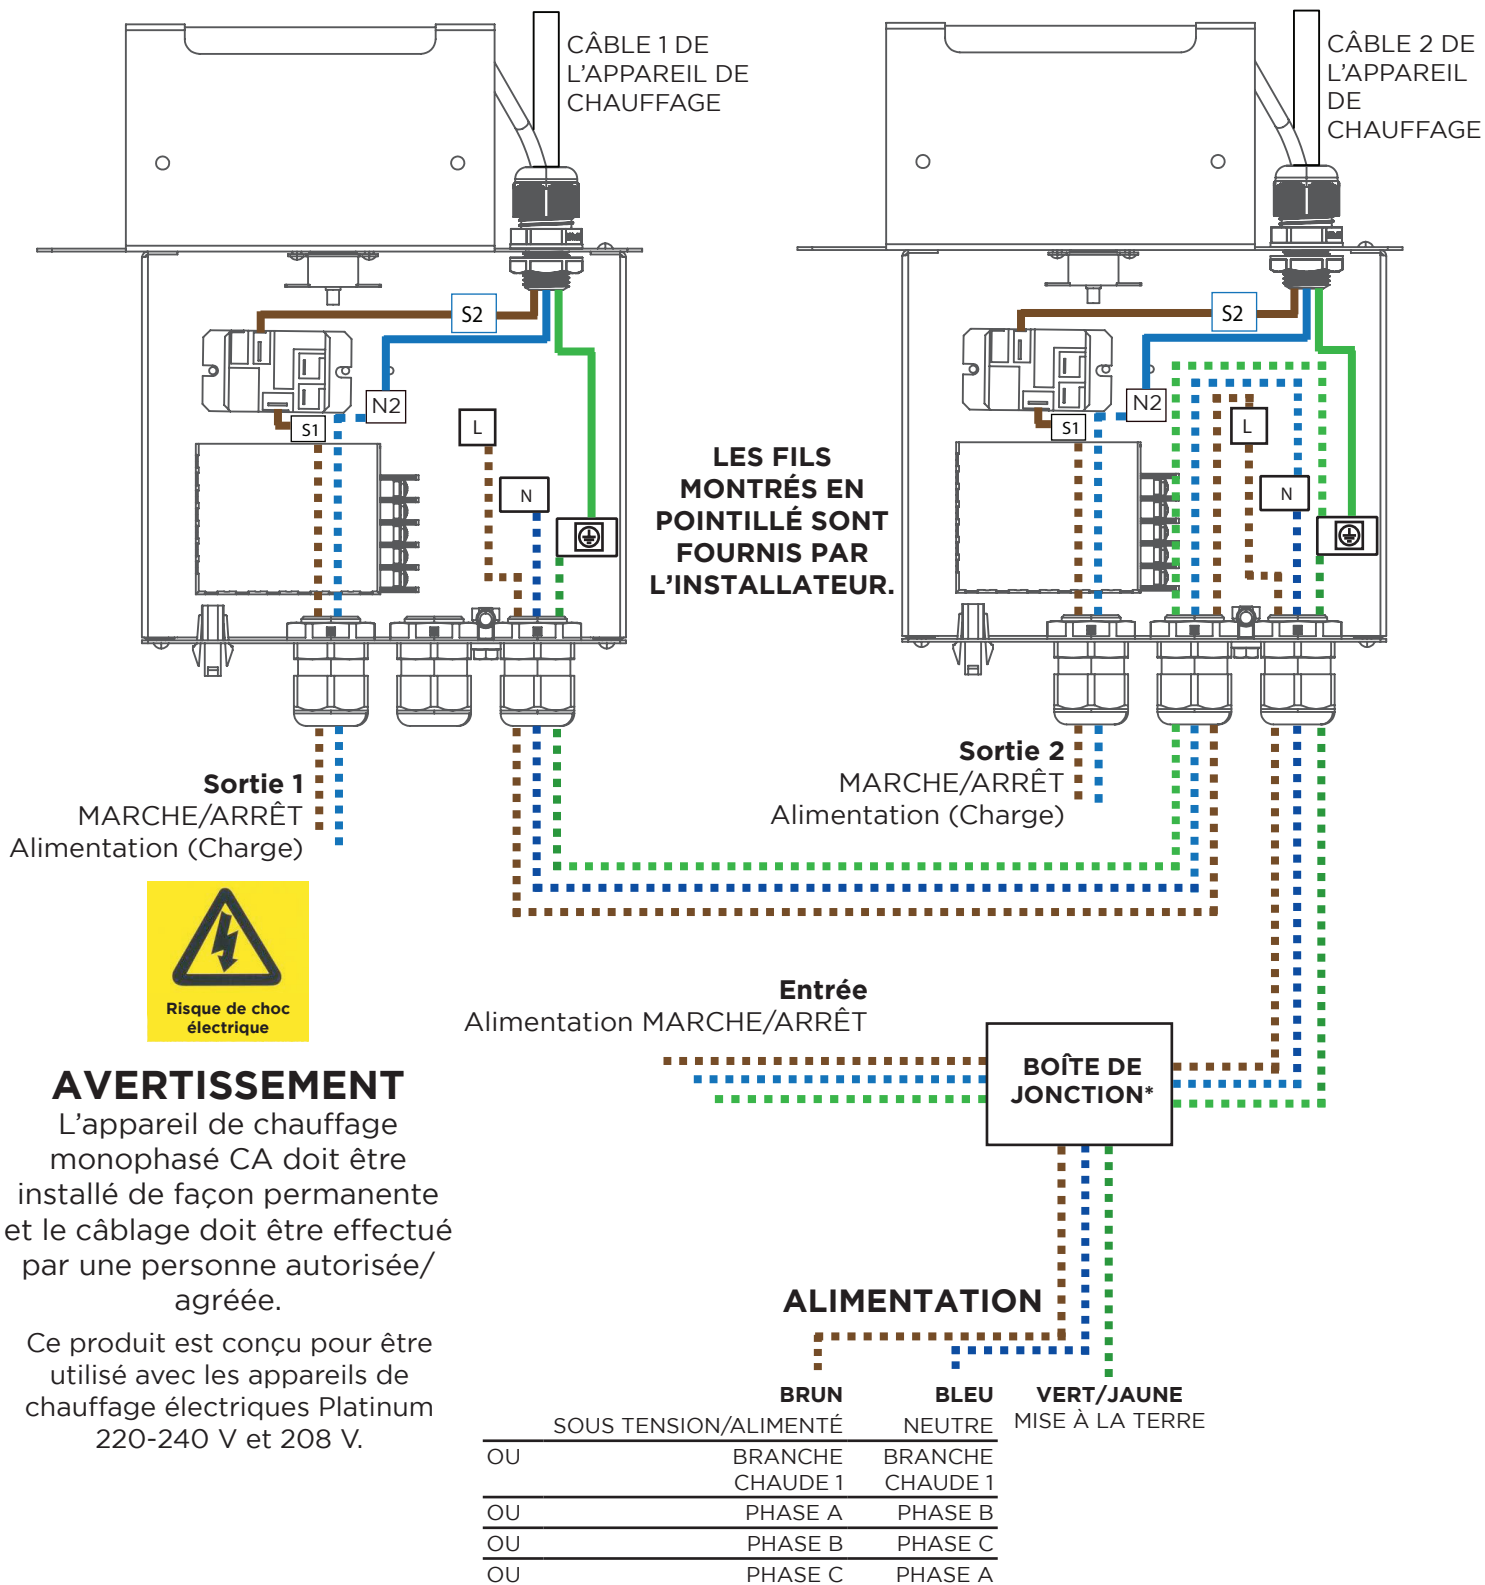 CÂBLE 1 DE
L'APPAREIL DE
CHAUFFAGE
CÂBLE 2 DE
L'APPAREIL
DE
CHAUFFAGE
S2
N2
S1
L
N
S2
N2
S1
L
N
LES FILS
MONTRÉS EN
POINTILLÉ SONT
FOURNIS PAR
L'INSTALLATEUR.
Sortie 1
MARCHE/ARRÊT
Alimentation (Charge)
Sortie 2
MARCHE/ARRÊT
Alimentation (Charge)
Risque de choc
électrique
AVERTISSEMENT
L'appareil de chauffage
monophasé CA doit être
installé de façon permanente
et le câblage doit être effectué
par une personne autorisée/
agréée.
Ce produit est conçu pour être
utilisé avec les appareils de
chauffage électriques Platinum
220-240 V et 208 V.
Entrée
Alimentation MARCHE/ARRÊT
BOÎTE DE
JONCTION*
ALIMENTATION
BRUN BLEU VERT/JAUNE
SOUS TENSION/ALIMENTÉ NEUTRE MISE À LA TERRE
OU BRANCHE BRANCHE
CHAUDE 1 CHAUDE 1
OU PHASE A PHASE B
OU PHASE B PHASE C
OU PHASE C PHASE A